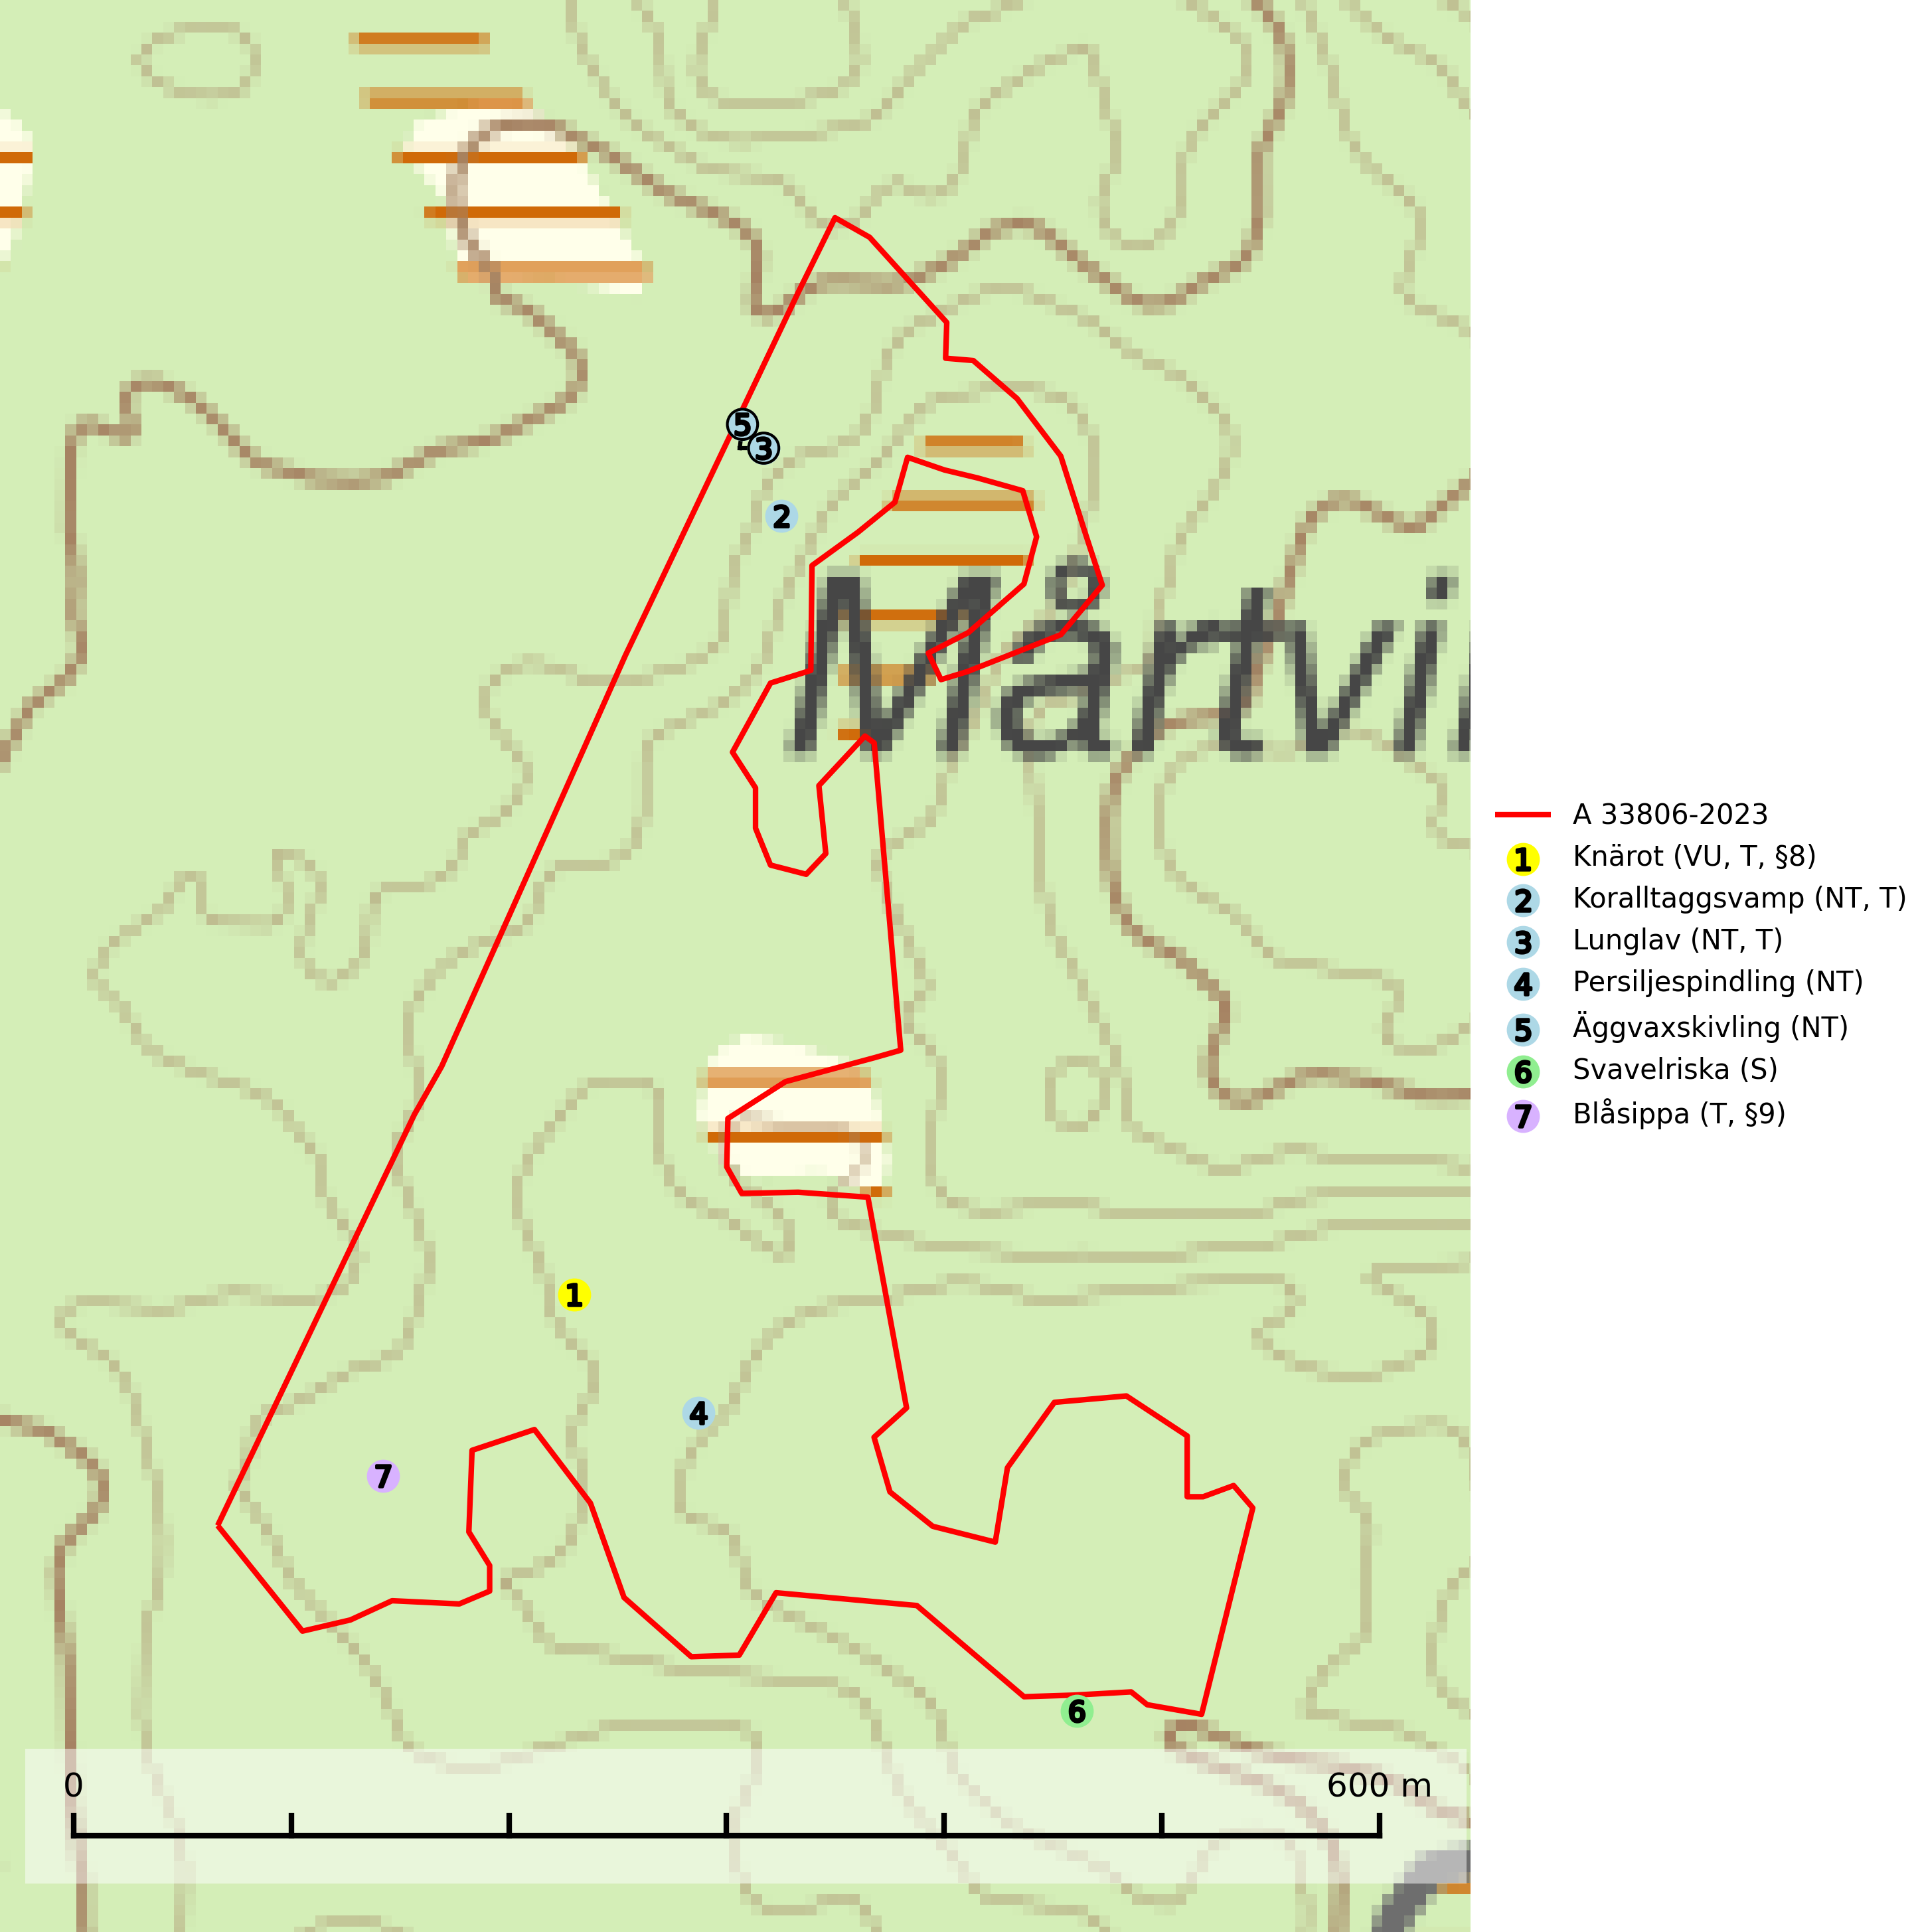 5
3
2
Mårtvi
1
4
7
6
0 600 m
A 33806-2023
1 Knärot (VU, T, §8)
2 Koralltaggsvamp (NT, T)
3 Lunglav (NT, T)
4 Persiljespindling (NT)
5 Äggvaxskivling (NT)
6 Svavelriska (S)
7 Blåsippa (T, §9)